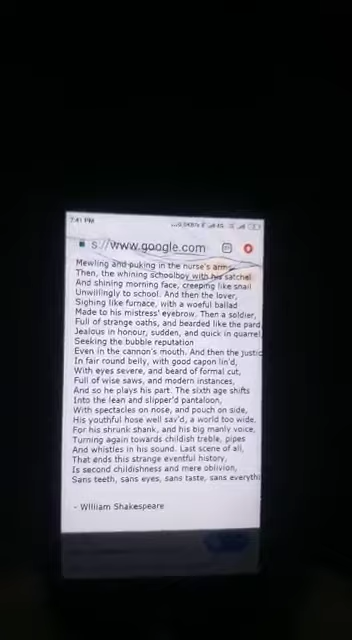 7:41 PM
s://www.google.com
Mewling and puking in the nurse's arms
Then, the whining schoolboy with his satchel
And shining morning face, creeping like snail
Unwillingly to school. And then the lover,
Sighing like furnace, with a woeful ballad
Made to his mistress' eyebrow. Then a soldier,
Full of strange oaths, and bearded like the pard
Jealous in honour, sudden, and quick in quarrel
Seeking the bubble reputation
Even in the cannon's mouth. And then the justic
In fair round belly, with good capon lin'd,
With eyes severe, and beard of formal cut,
Full of wise saws, and modern instances,
And so he plays his part. The sixth age shifts
Into the lean and slipper'd pantaloon,
With spectacles on nose, and pouch on side,
His youthful hose well sav'd, a world too wide,
For his shrunk shank, and his big manly voice,
Turning again towards childish treble, pipes
And whistles in his sound. Last scene of all,
That ends this strange eventful history,
Is second childishness and mere oblivion,
Sans teeth, sans eyes, sans taste, sans everythi
- William Shakespeare